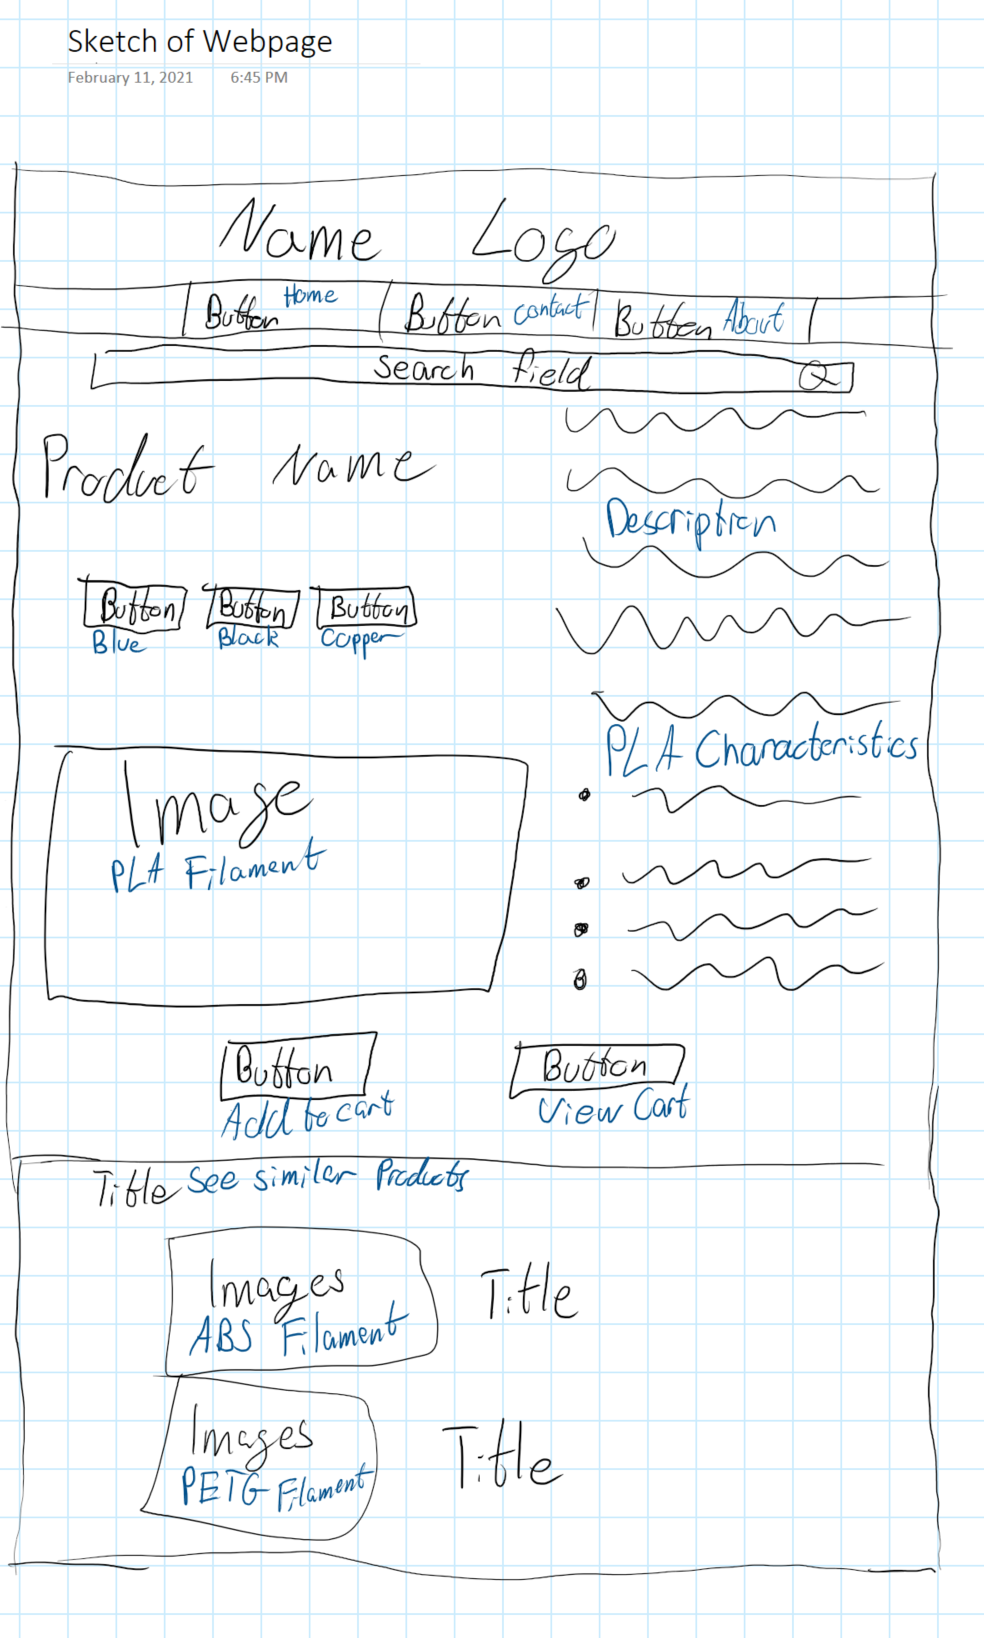 Sketch of Webpage
February 11, 2021 6:45 PM
Name Logo
Button Home Button contact Button About
Search field
Product Name
Description
Button Button Button
Blue Black Copper
PLA Characteristics
Image
PLA Filament
Button Button
Add to cart View Cart
Title See similar Products
Images Title
ABS Filament
Images Title
PETG Filament